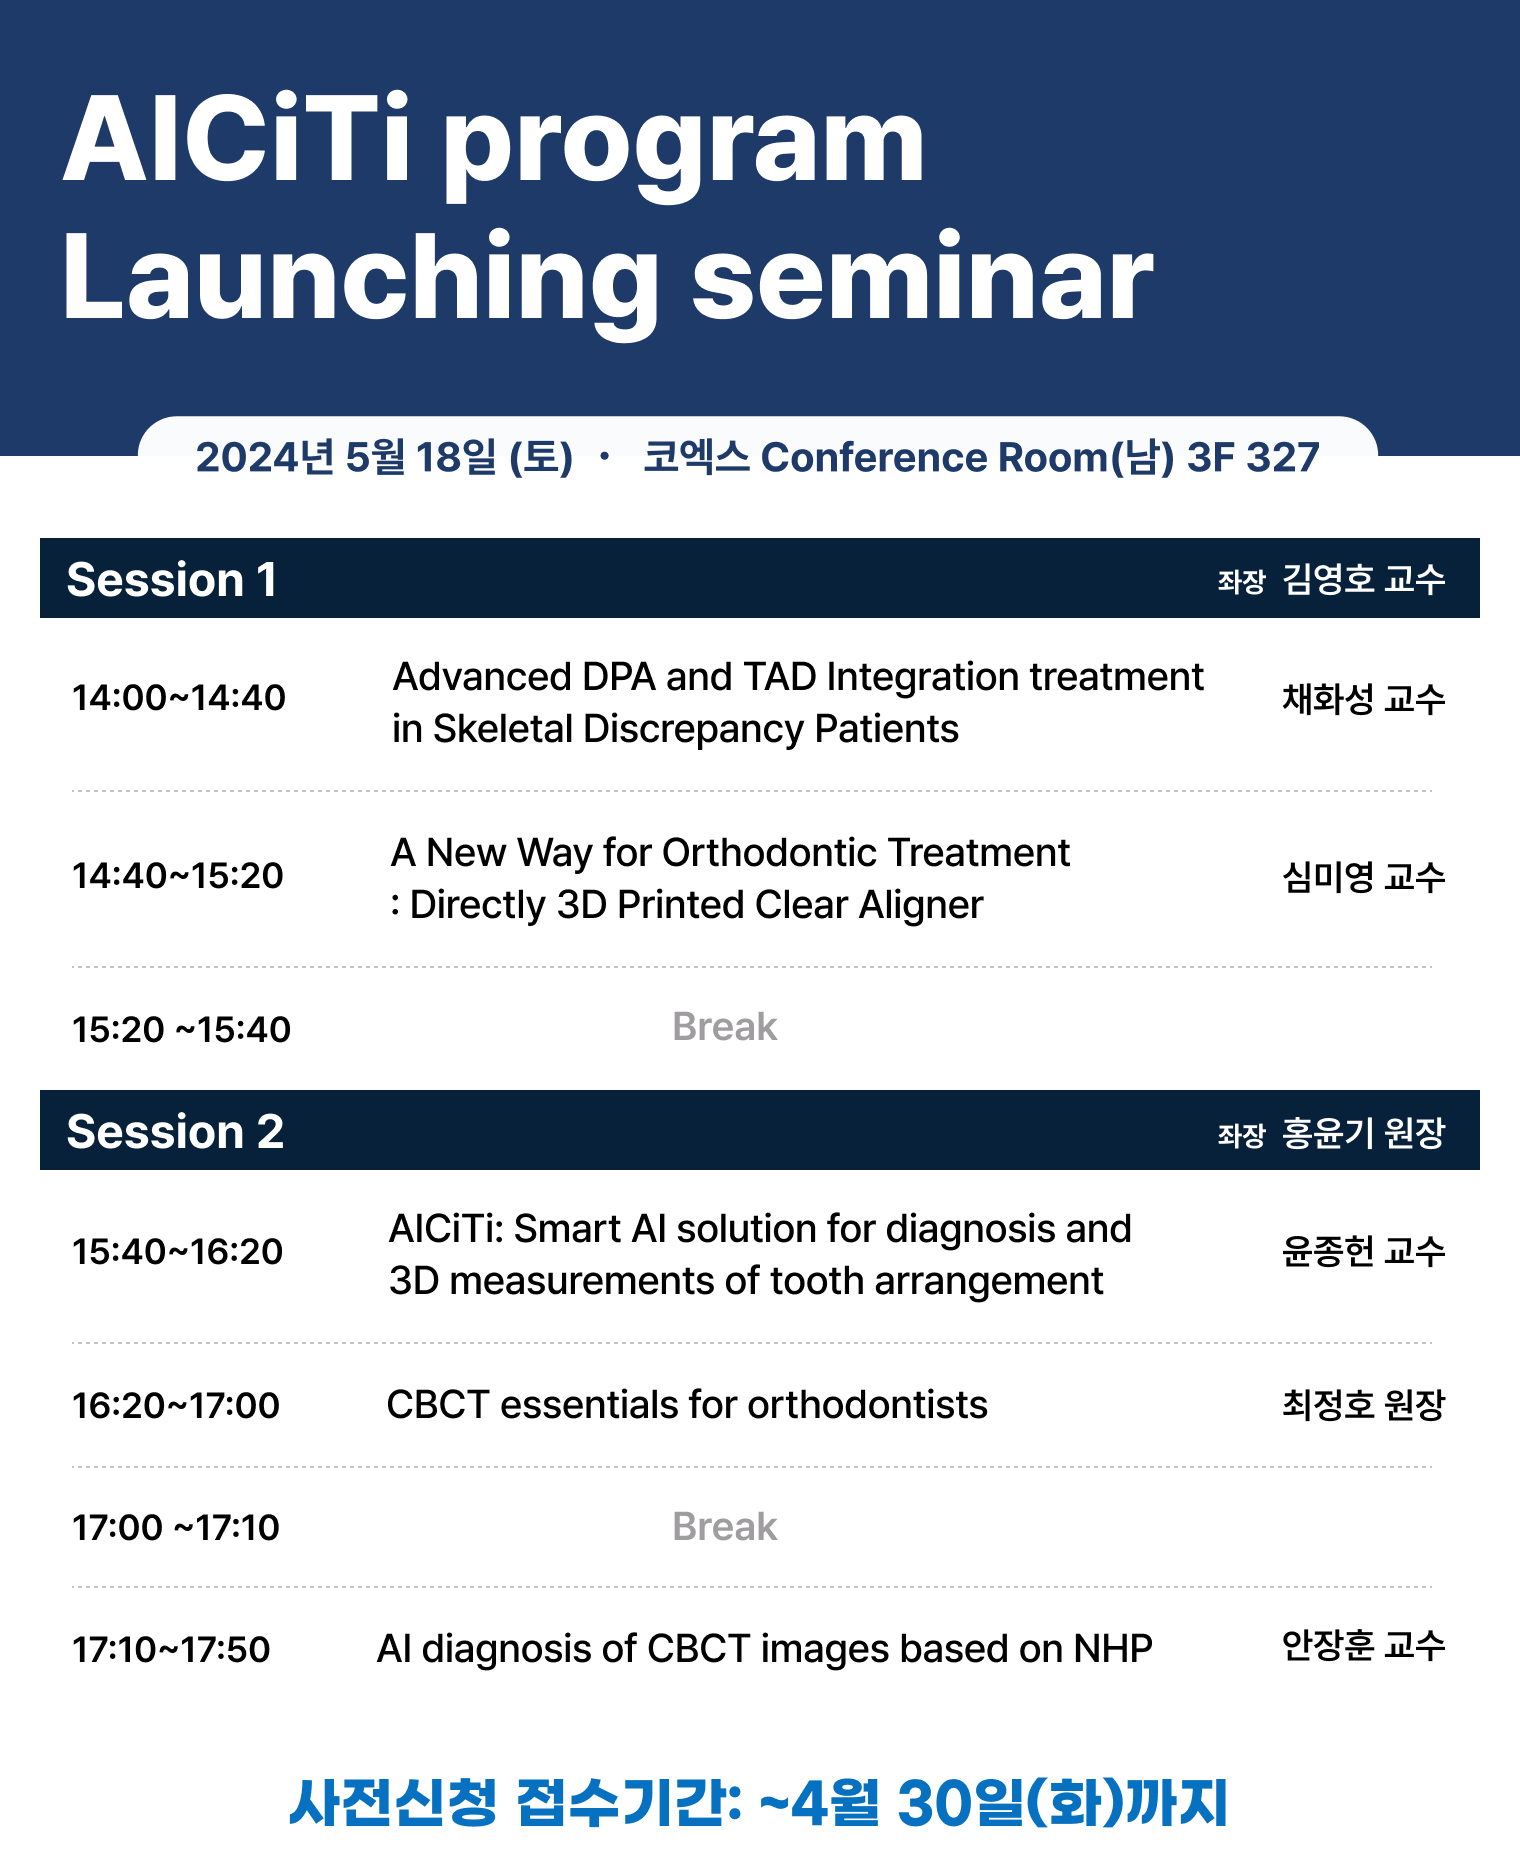 AICiTi program
Launching seminar
2024년 5월 18일 (토) · 코엑스 Conference Room(남) 3F 327
Session 1 좌장 김영호 교수
14:00~14:40 Advanced DPA and TAD Integration treatment
in Skeletal Discrepancy Patients 채화성 교수
14:40~15:20 A New Way for Orthodontic Treatment
: Directly 3D Printed Clear Aligner 심미영 교수
15:20 ~15:40 Break
Session 2 좌장 홍윤기 원장
15:40~16:20 AICiTi: Smart AI solution for diagnosis and
3D measurements of tooth arrangement 윤종헌 교수
16:20~17:00 CBCT essentials for orthodontists 최정호 원장
17:00 ~17:10 Break
17:10~17:50 AI diagnosis of CBCT images based on NHP 안장훈 교수
사전신청 접수기간: ~4월 30일(화)까지